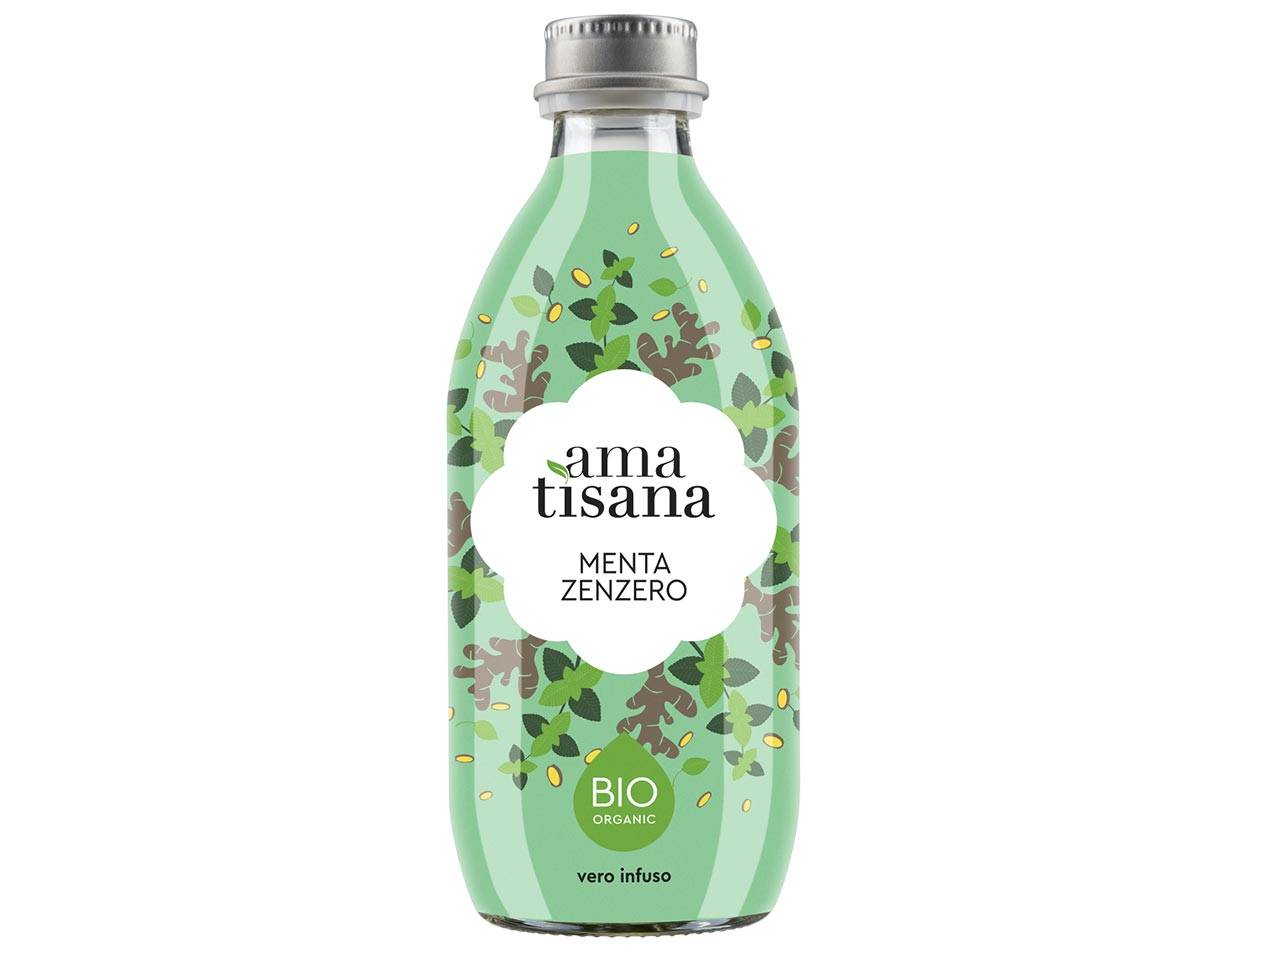 ama
tisana
MENTA
ZENZERO
BIO
ORGANIC
vero infuso